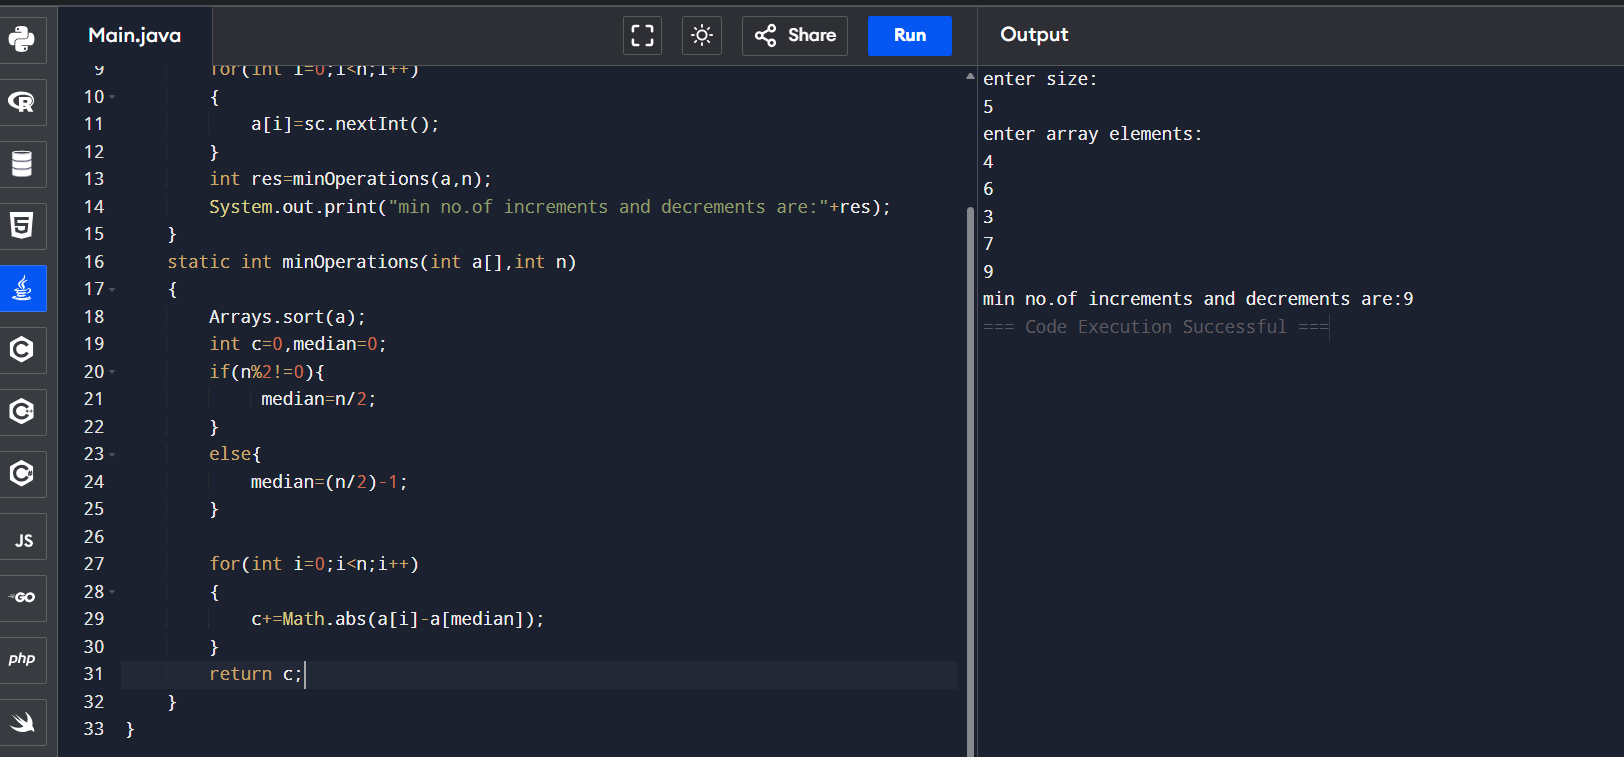 Main.java
Share
Run
Output
9 for(int i=0;i<n;i++)
10 {
11 a[i]=sc.nextInt();
12 }
13 int res=minOperations(a,n);
14 System.out.print("min no.of increments and decrements are:"+res);
15 }
16 static int minOperations(int a[],int n)
17 {
18 Arrays.sort(a);
19 int c=0,median=0;
20 if(n%2!=0){
21 median=n/2;
22 }
23 else{
24 median=(n/2)-1;
25 }
26
27 for(int i=0;i<n;i++)
28 {
29 c+=Math.abs(a[i]-a[median]);
30 }
31 return c;
32 }
33 }
enter size:
5
enter array elements:
4
6
3
7
9
min no.of increments and decrements are:9
=== Code Execution Successful ===
R
5
C
C++
C#
JS
GO
php